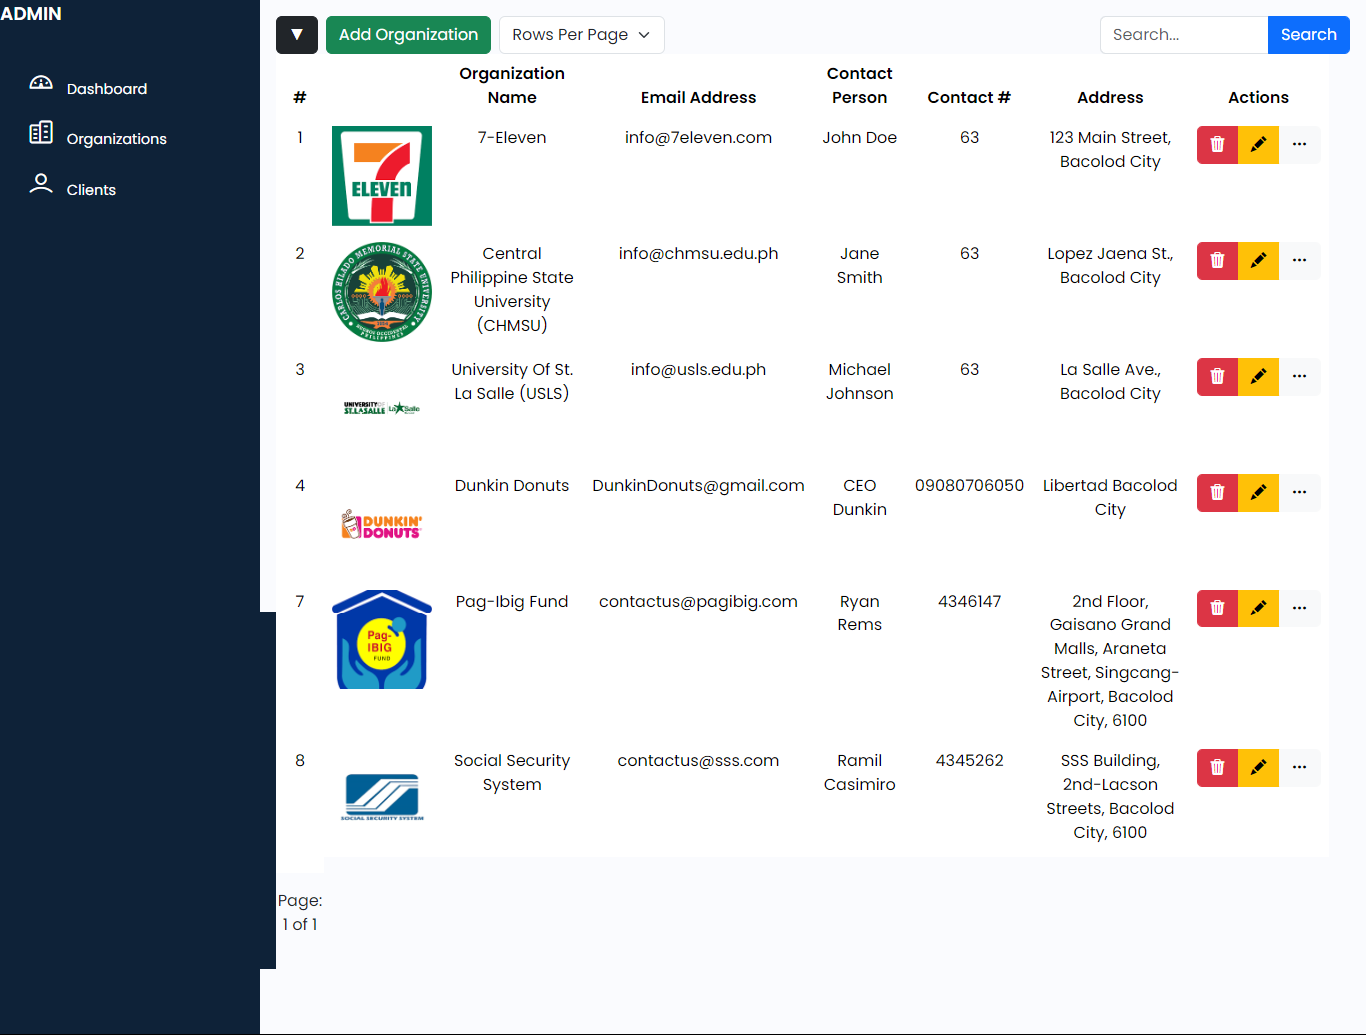 ADMIN
Dashboard
Organizations
Clients
▼ Add Organization Rows Per Page Search... Search
# Organization Name Email Address Contact Person Contact # Address Actions
1 7-Eleven info@7eleven.com John Doe 63 123 Main Street, Bacolod City
ELEVEN
2 Central Philippine State University (CHMSU) info@chmsu.edu.ph Jane Smith 63 Lopez Jaena St., Bacolod City
CARLOS HILADO MEMORIAL STATE UNIVERSITY
NEGROS OCCIDENTAL
PHILIPPINES
3 University Of St. La Salle (USLS) info@usls.edu.ph Michael Johnson 63 La Salle Ave., Bacolod City
UNIVERSITY OF
ST. LA SALLE La Salle
4 Dunkin Donuts DunkinDonuts@gmail.com CEO Dunkin 09080706050 Libertad Bacolod City
DUNKIN'
DONUTS
7 Pag-Ibig Fund contactus@pagibig.com Ryan Rems 4346147 2nd Floor, Gaisano Grand Malls, Araneta Street, Singcang-Airport, Bacolod City, 6100
Pag-
IBIG
FUND
8 Social Security System contactus@sss.com Ramil Casimiro 4345262 SSS Building, 2nd-Lacson Streets, Bacolod City, 6100
SOCIAL SECURITY SYSTEM
Page:
1 of 1